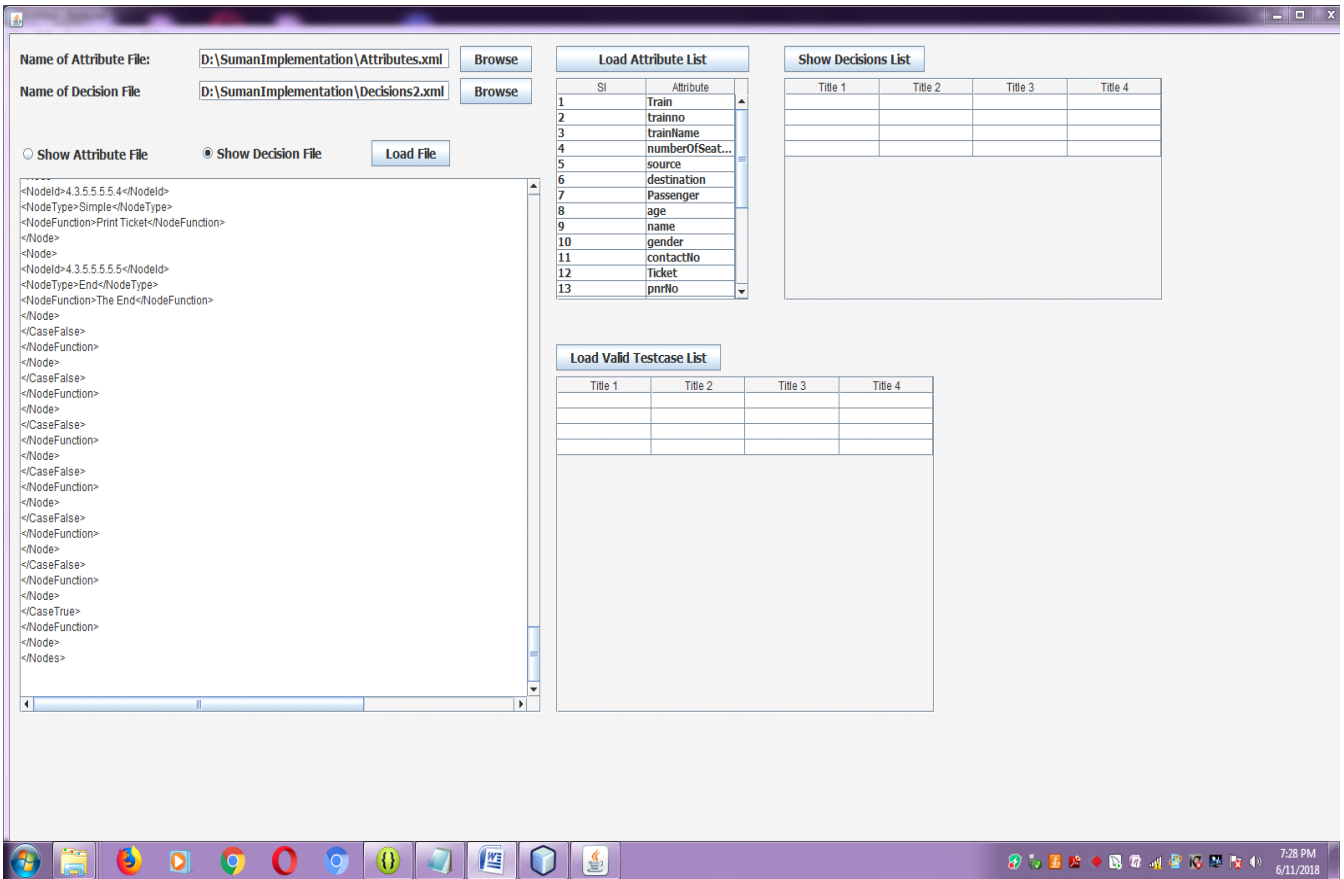 Name of Attribute File: D:\SumanImplementation\Attributes.xml Browse
Name of Decision File D:\SumanImplementation\Decisions2.xml Browse
Show Attribute File Show Decision File Load File
<NodeId>4.3.5.5.5.5.4</NodeId>
<NodeType>Simple</NodeType>
<NodeFunction>Print Ticket</NodeFunction>
</Node>
<Node>
<NodeId>4.3.5.5.5.5.5</NodeId>
<NodeType>End</NodeType>
<NodeFunction>The End</NodeFunction>
</Node>
</CaseFalse>
</NodeFunction>
</Node>
</CaseFalse>
</NodeFunction>
</Node>
</CaseFalse>
</NodeFunction>
</Node>
</CaseFalse>
</NodeFunction>
</Node>
</CaseFalse>
</NodeFunction>
</Node>
</CaseFalse>
</NodeFunction>
</Node>
</CaseTrue>
</NodeFunction>
</Node>
</Nodes>
Load Attribute List
SI Attribute
1 Train
2 trainno
3 trainName
4 numberOfSeat...
5 source
6 destination
7 Passenger
8 age
9 name
10 gender
11 contactNo
12 Ticket
13 pnrNo
Show Decisions List
Title 1 Title 2 Title 3 Title 4
Load Valid Testcase List
Title 1 Title 2 Title 3 Title 4
7:28 PM
6/11/2018